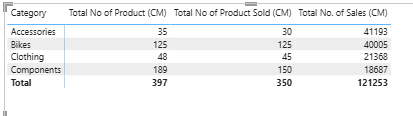 Category Total No of Product (CM) Total No of Product Sold (CM) Total No. of Sales (CM)
Accessories 35 30 41193
Bikes 125 125 40005
Clothing 48 45 21368
Components 189 150 18687
Total 397 350 121253